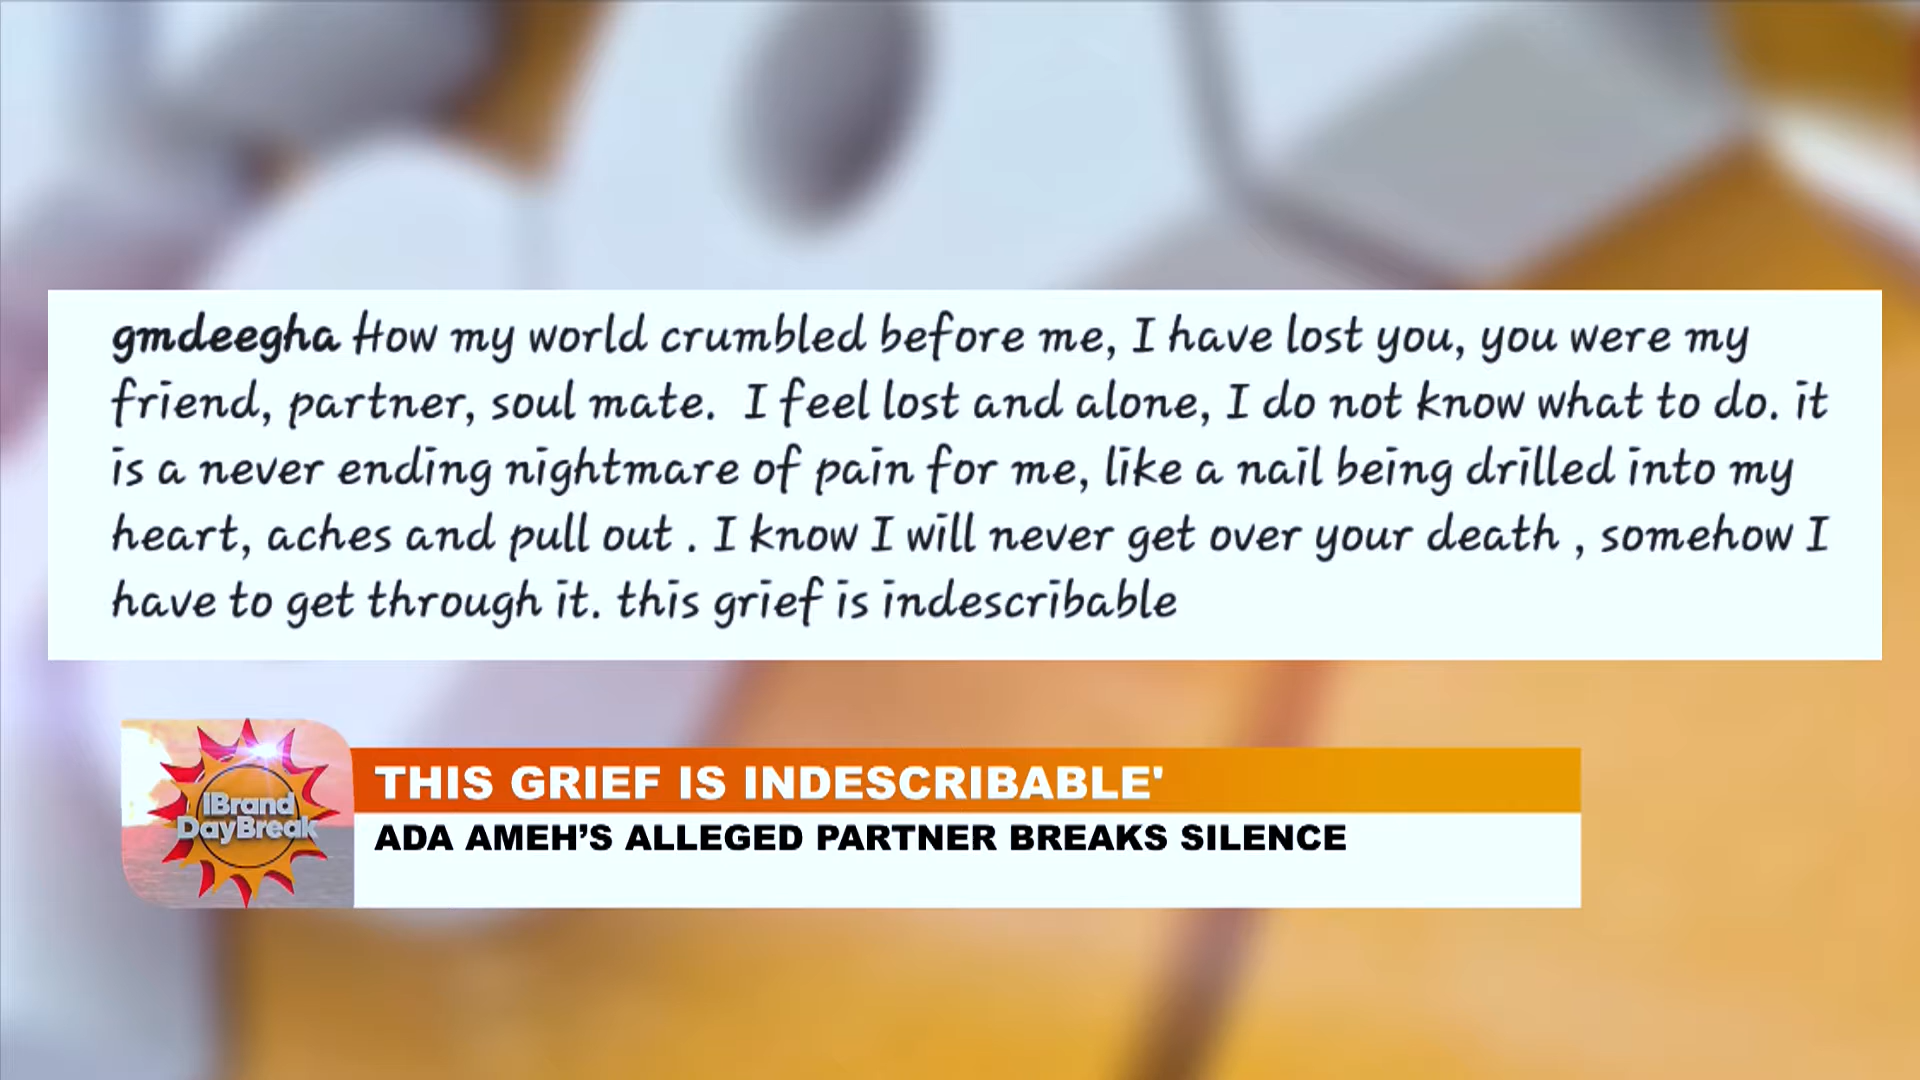 gmdeegha How my world crumbled before me, I have lost you, you were my
friend, partner, soul mate.  I feel lost and alone, I do not know what to do. it
is a never ending nightmare of pain for me, like a nail being drilled into my
heart, aches and pull out . I know I will never get over your death , somehow I
have to get through it. this grief is indescribable
IBrand
DayBreak
THIS GRIEF IS INDESCRIBABLE'
ADA AMEH’S ALLEGED PARTNER BREAKS SILENCE